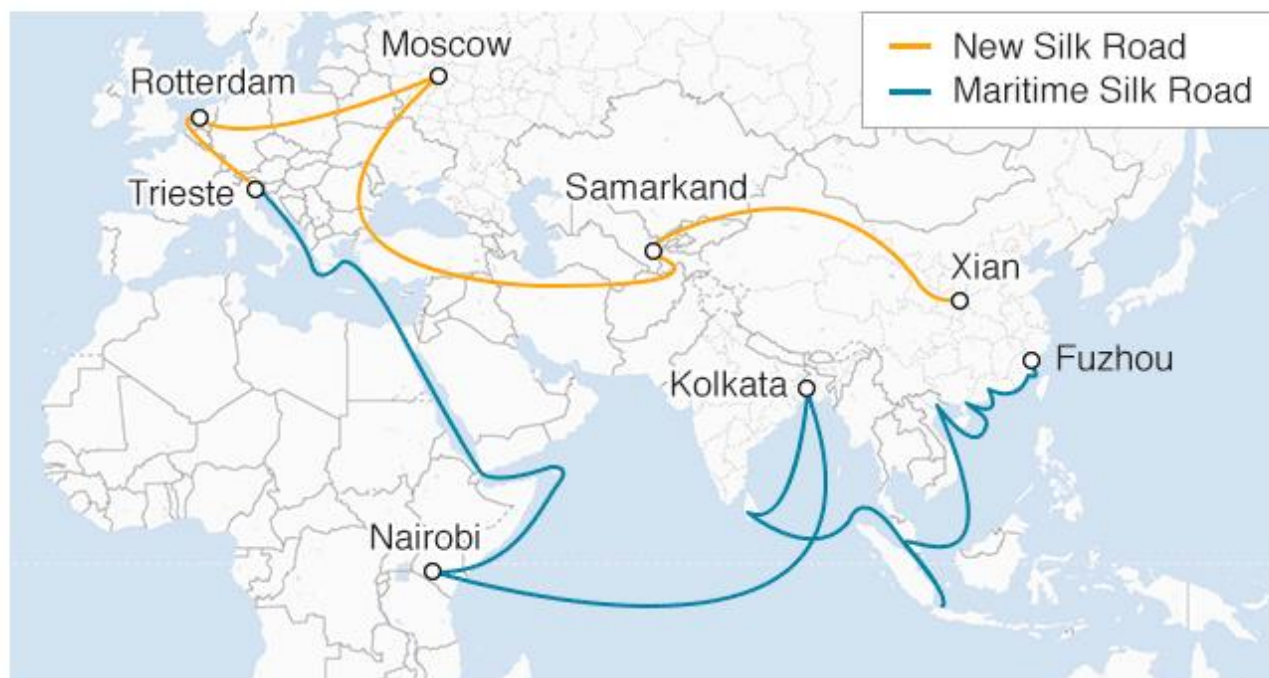 New Silk Road
Maritime Silk Road
Moscow
Rotterdam
Trieste
Samarkand
Xian
Fuzhou
Kolkata
Nairobi